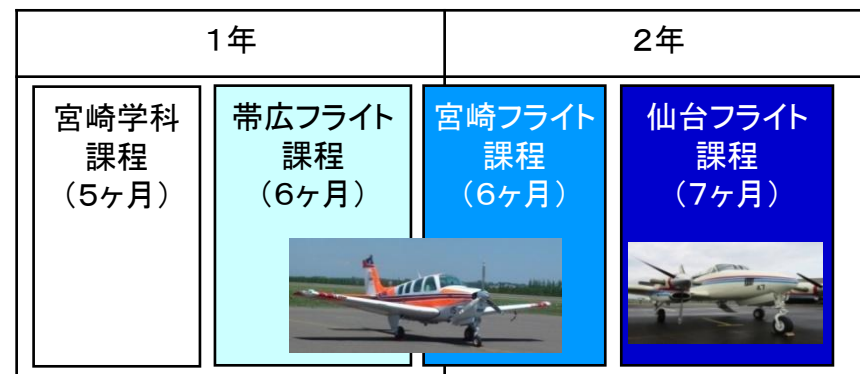 1年
2年
宮崎学科
課程
（5ヶ月）
帯広フライト
課程
（6ヶ月）
宮崎フライト
課程
（6ヶ月）
仙台フライト
課程
（7ヶ月）
47